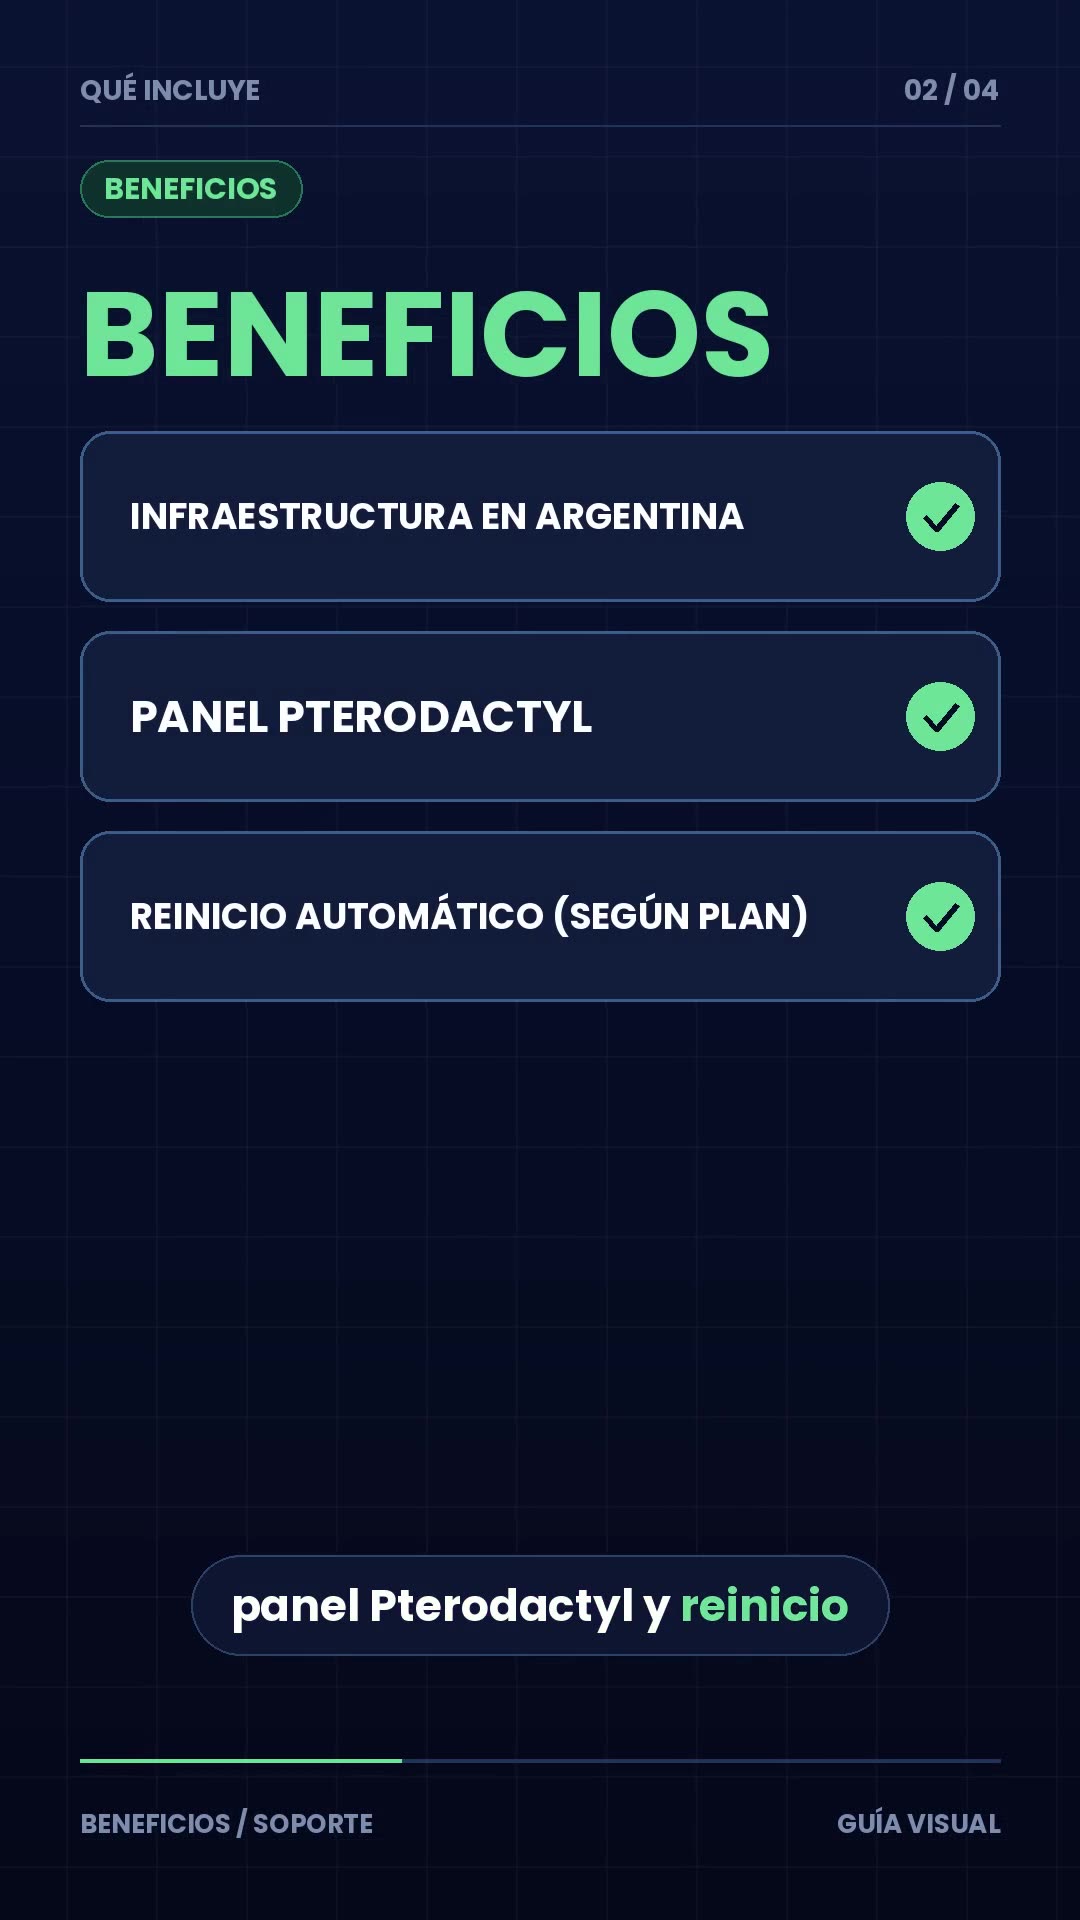 QUÉ INCLUYE
02 / 04
BENEFICIOS
BENEFICIOS
INFRAESTRUCTURA EN ARGENTINA
PANEL PTERODACTYL
REINICIO AUTOMÁTICO (SEGÚN PLAN)
panel Pterodactyl y reinicio
BENEFICIOS / SOPORTE
GUÍA VISUAL